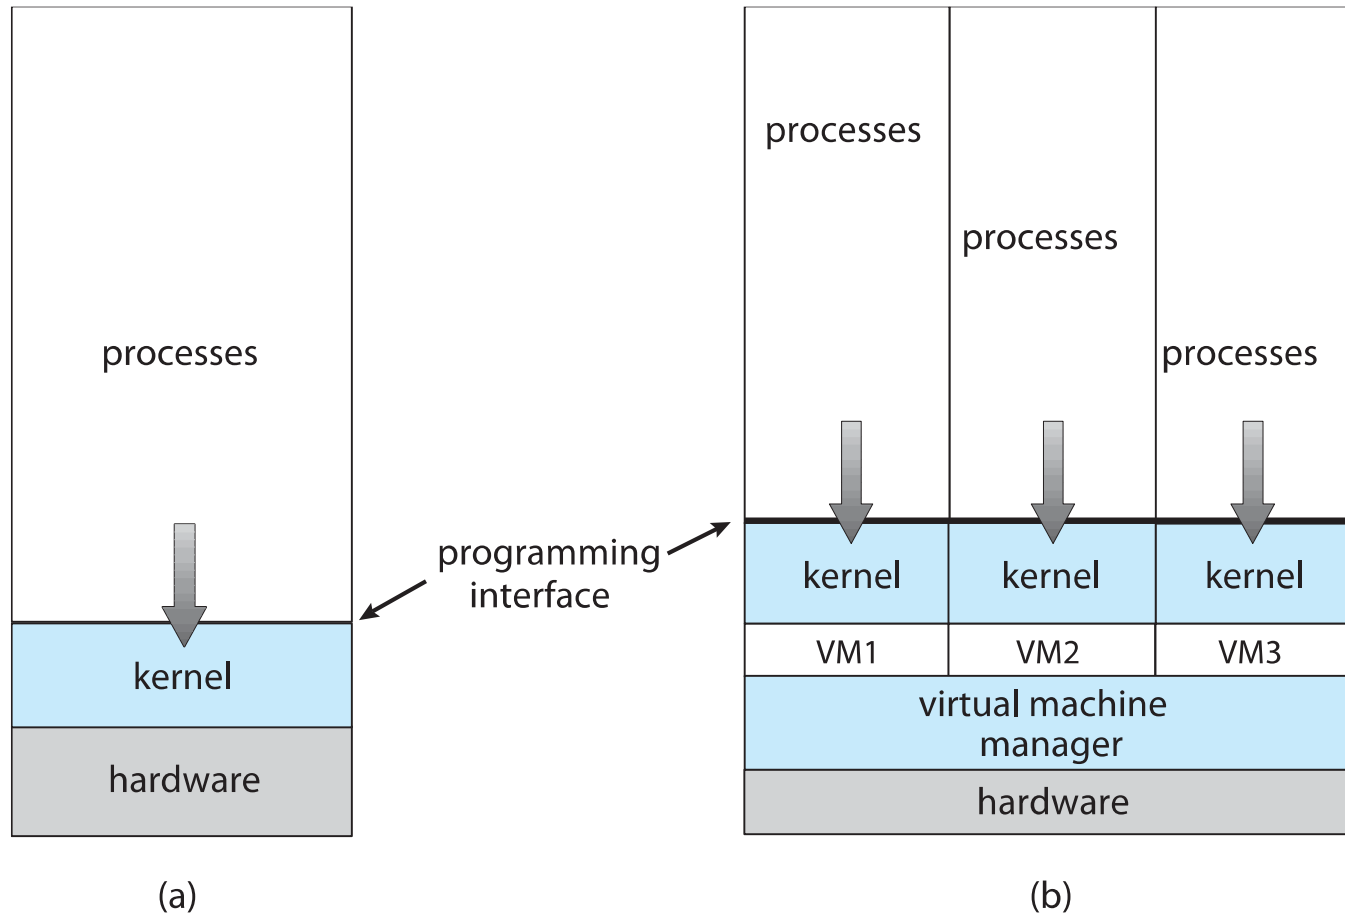 processes
kernel
hardware
(a)
programming
interface
processes
processes
processes
kernel
kernel
kernel
VM1
VM2
VM3
virtual machine
manager
hardware
(b)